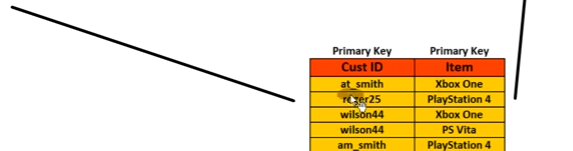 Primary Key Primary Key
Cust ID Item
at_smith Xbox One
PlayStation 4
wilson44 Xbox One
wilson44 PS Vita
am_smith PlayStation 4